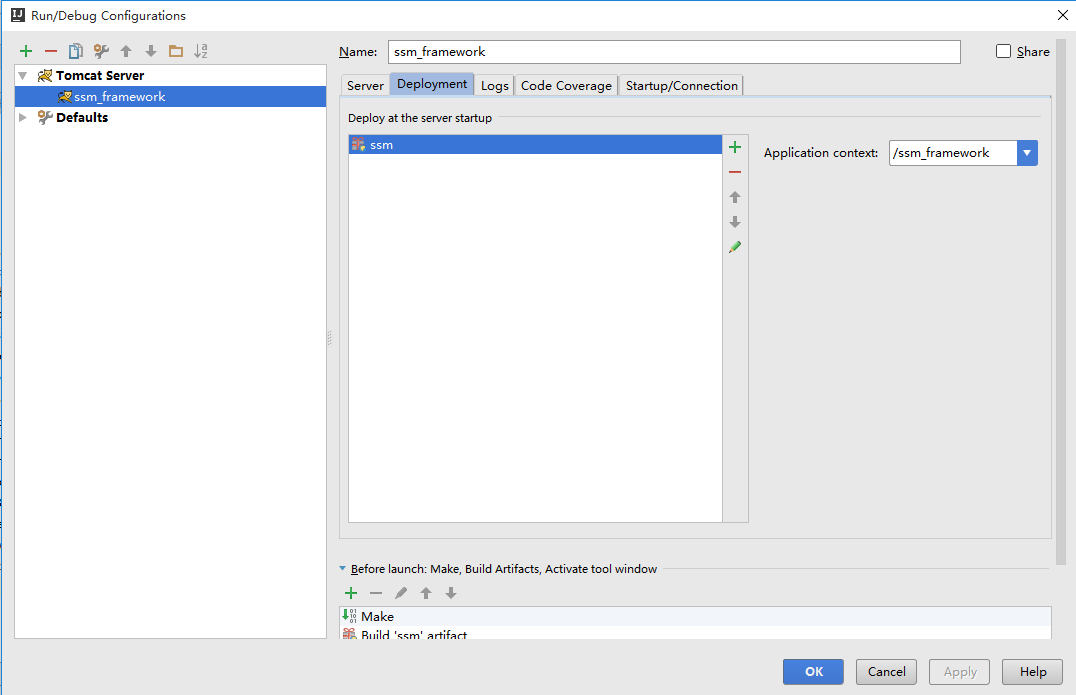 Run/Debug Configurations
Name: ssm_framework
Share
Tomcat Server
ssm_framework
Defaults
Server Deployment Logs Code Coverage Startup/Connection
Deploy at the server startup
ssm
Application context: /ssm_framework
Before launch: Make, Build Artifacts, Activate tool window
Make
Build 'ssm' artifact
OK Cancel Apply Help